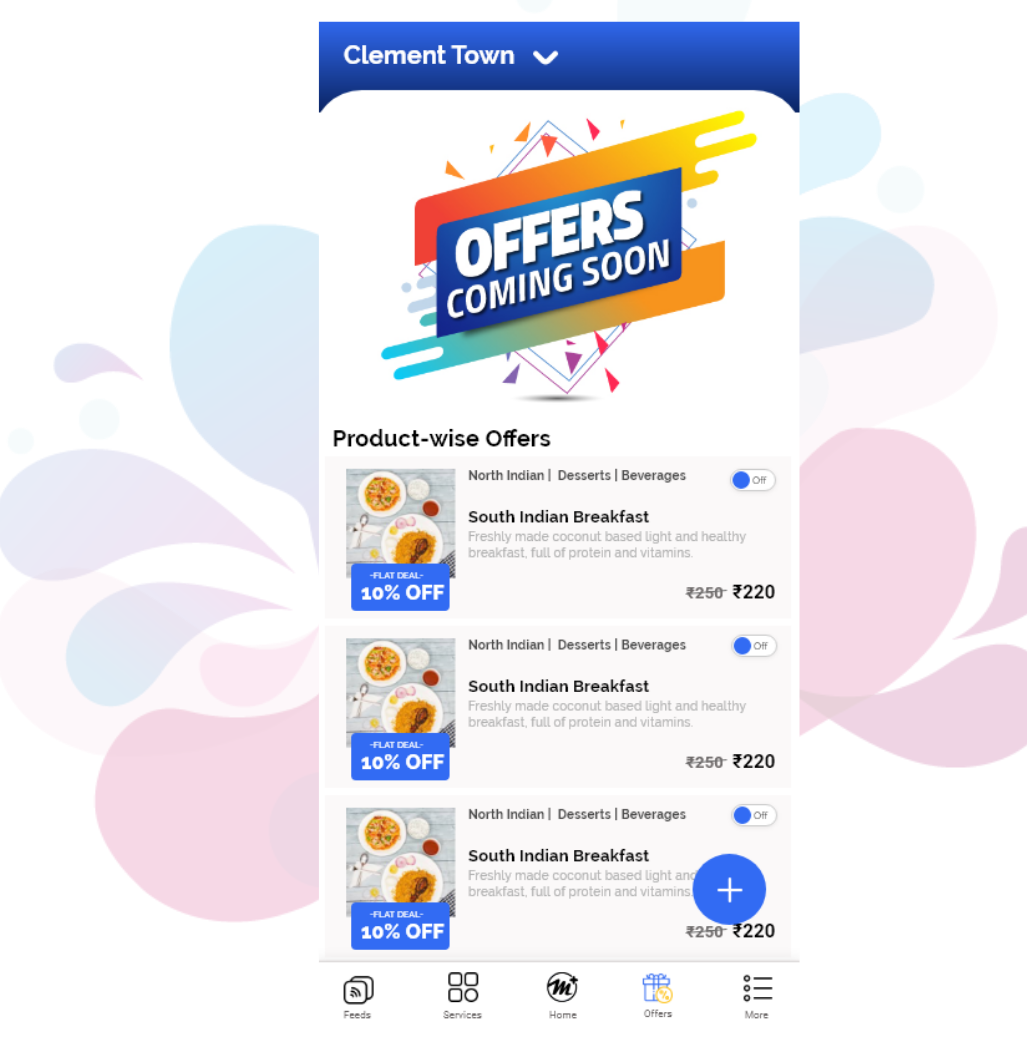 Clement Town
OFFERS
COMING SOON
Product-wise Offers
North Indian | Desserts | Beverages
Off
South Indian Breakfast
Freshly made coconut based light and healthy
breakfast, full of protein and vitamins.
-FLAT DEAL-
10% OFF
₹250 ₹220
North Indian | Desserts | Beverages
Off
South Indian Breakfast
Freshly made coconut based light and healthy
breakfast, full of protein and vitamins.
-FLAT DEAL-
10% OFF
₹250 ₹220
North Indian | Desserts | Beverages
Off
South Indian Breakfast
Freshly made coconut based light and
breakfast, full of protein and vitamins.
-FLAT DEAL-
10% OFF
₹250 ₹220
Feeds
Services
Home
Offers
More